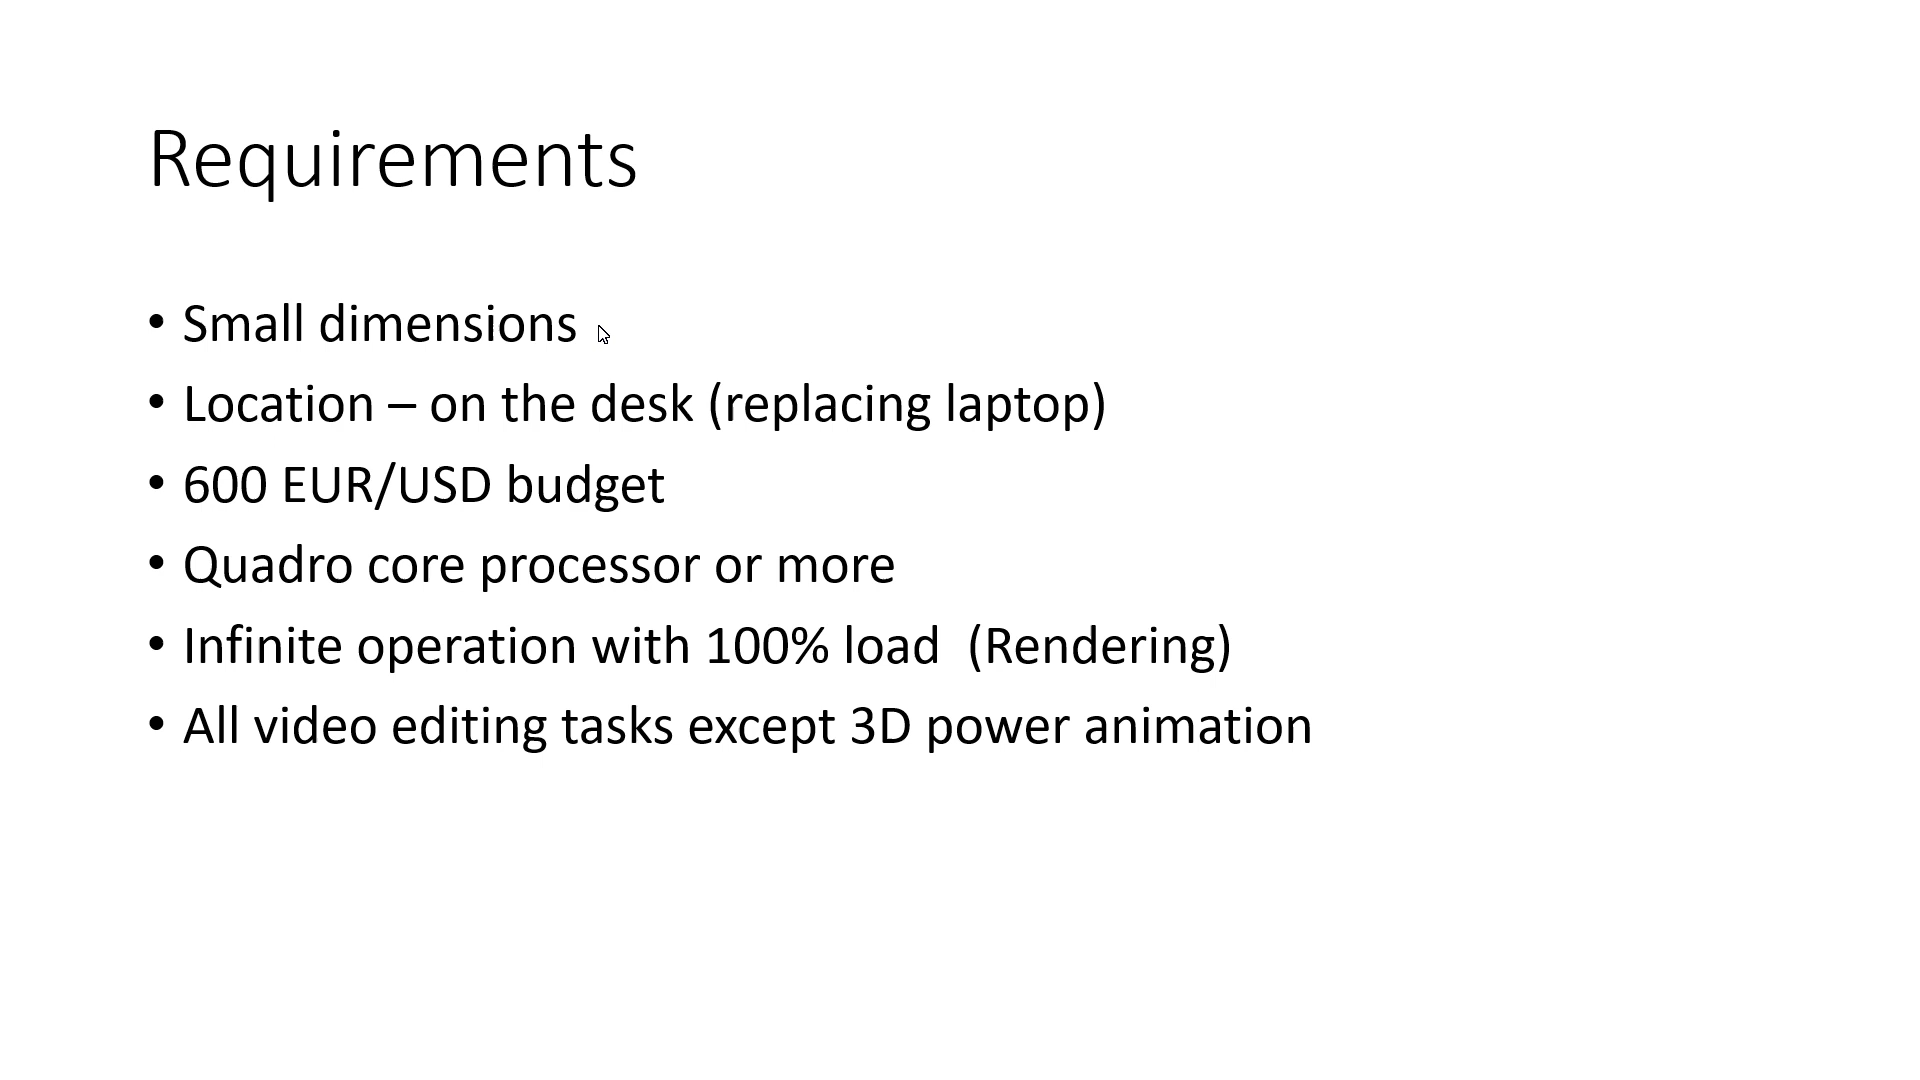 Requirements
• Small dimensions
• Location – on the desk (replacing laptop)
• 600 EUR/USD budget
• Quadro core processor or more
• Infinite operation with 100% load  (Rendering)
• All video editing tasks except 3D power animation